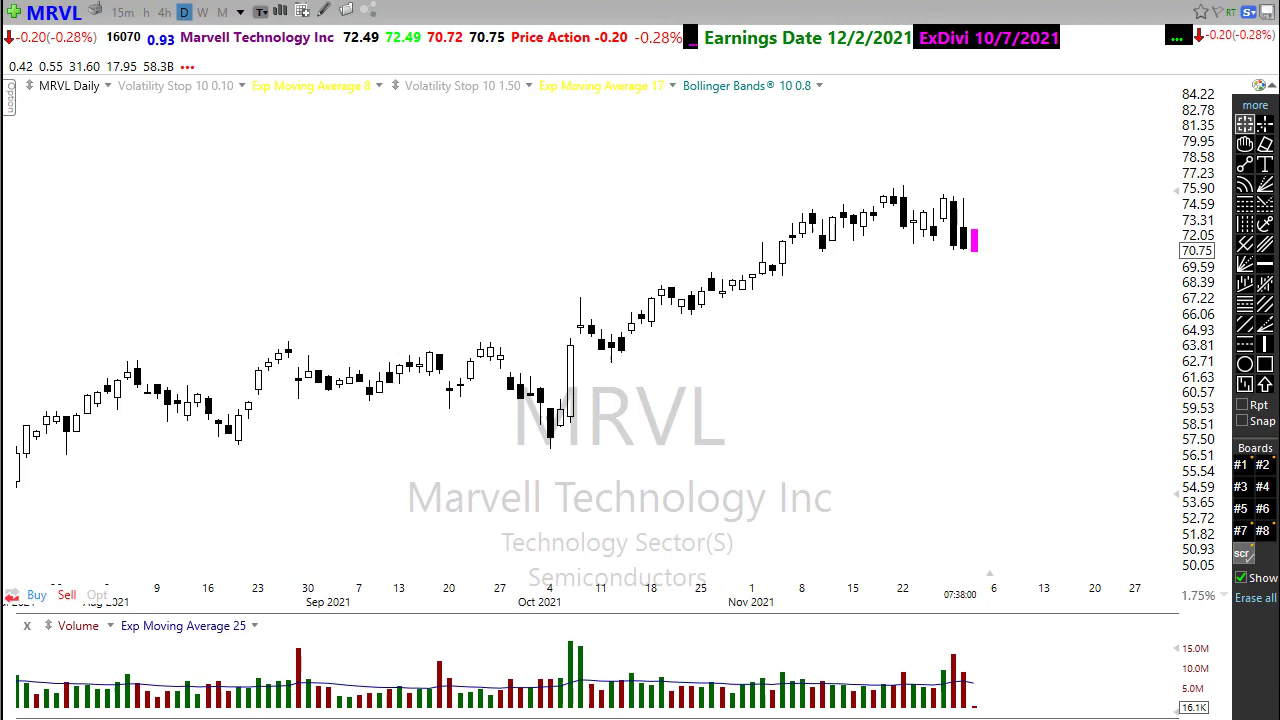 MRVL 15m h 4h D W M T RT S
-0.20(-0.28%) 16070 0.93 Marvell Technology Inc 72.49 72.49 70.72 70.75 Price Action -0.20 -0.28% ... Earnings Date 12/2/2021 ExDivi 10/7/2021 ... -0.20(-0.28%)
0.42 0.55 31.60 17.95 58.3B •••
Option
MRVL Daily Volatility Stop 10 0.10 Exp Moving Average 8 Volatility Stop 10 1.50 Exp Moving Average 17 Bollinger Bands® 10 0.8
84.22
82.78
81.35
79.95
78.58
77.23
75.90
74.59
73.31
72.05
70.75
69.59
68.39
67.22
66.06
64.93
63.81
62.71
61.63
60.57
59.53
58.51
57.50
56.51
55.54
54.59
53.65
52.72
51.82
50.93
50.05
more
Rpt
Snap
Boards
#1 #2
#3 #4
#5 #6
#7 #8
scr
Show
Erase all
MRVL
Marvell Technology Inc
Technology Sector(S)
Semiconductors
9 16 23 30 7 13 20 27 4 11 18 25 1 8 15 22 07:38:00 6 13 20 27
Buy Sell Opt
Aug 2021 Sep 2021 Oct 2021 Nov 2021
1.75%
X Volume Exp Moving Average 25
15.0M
10.0M
5.0M
16.1K